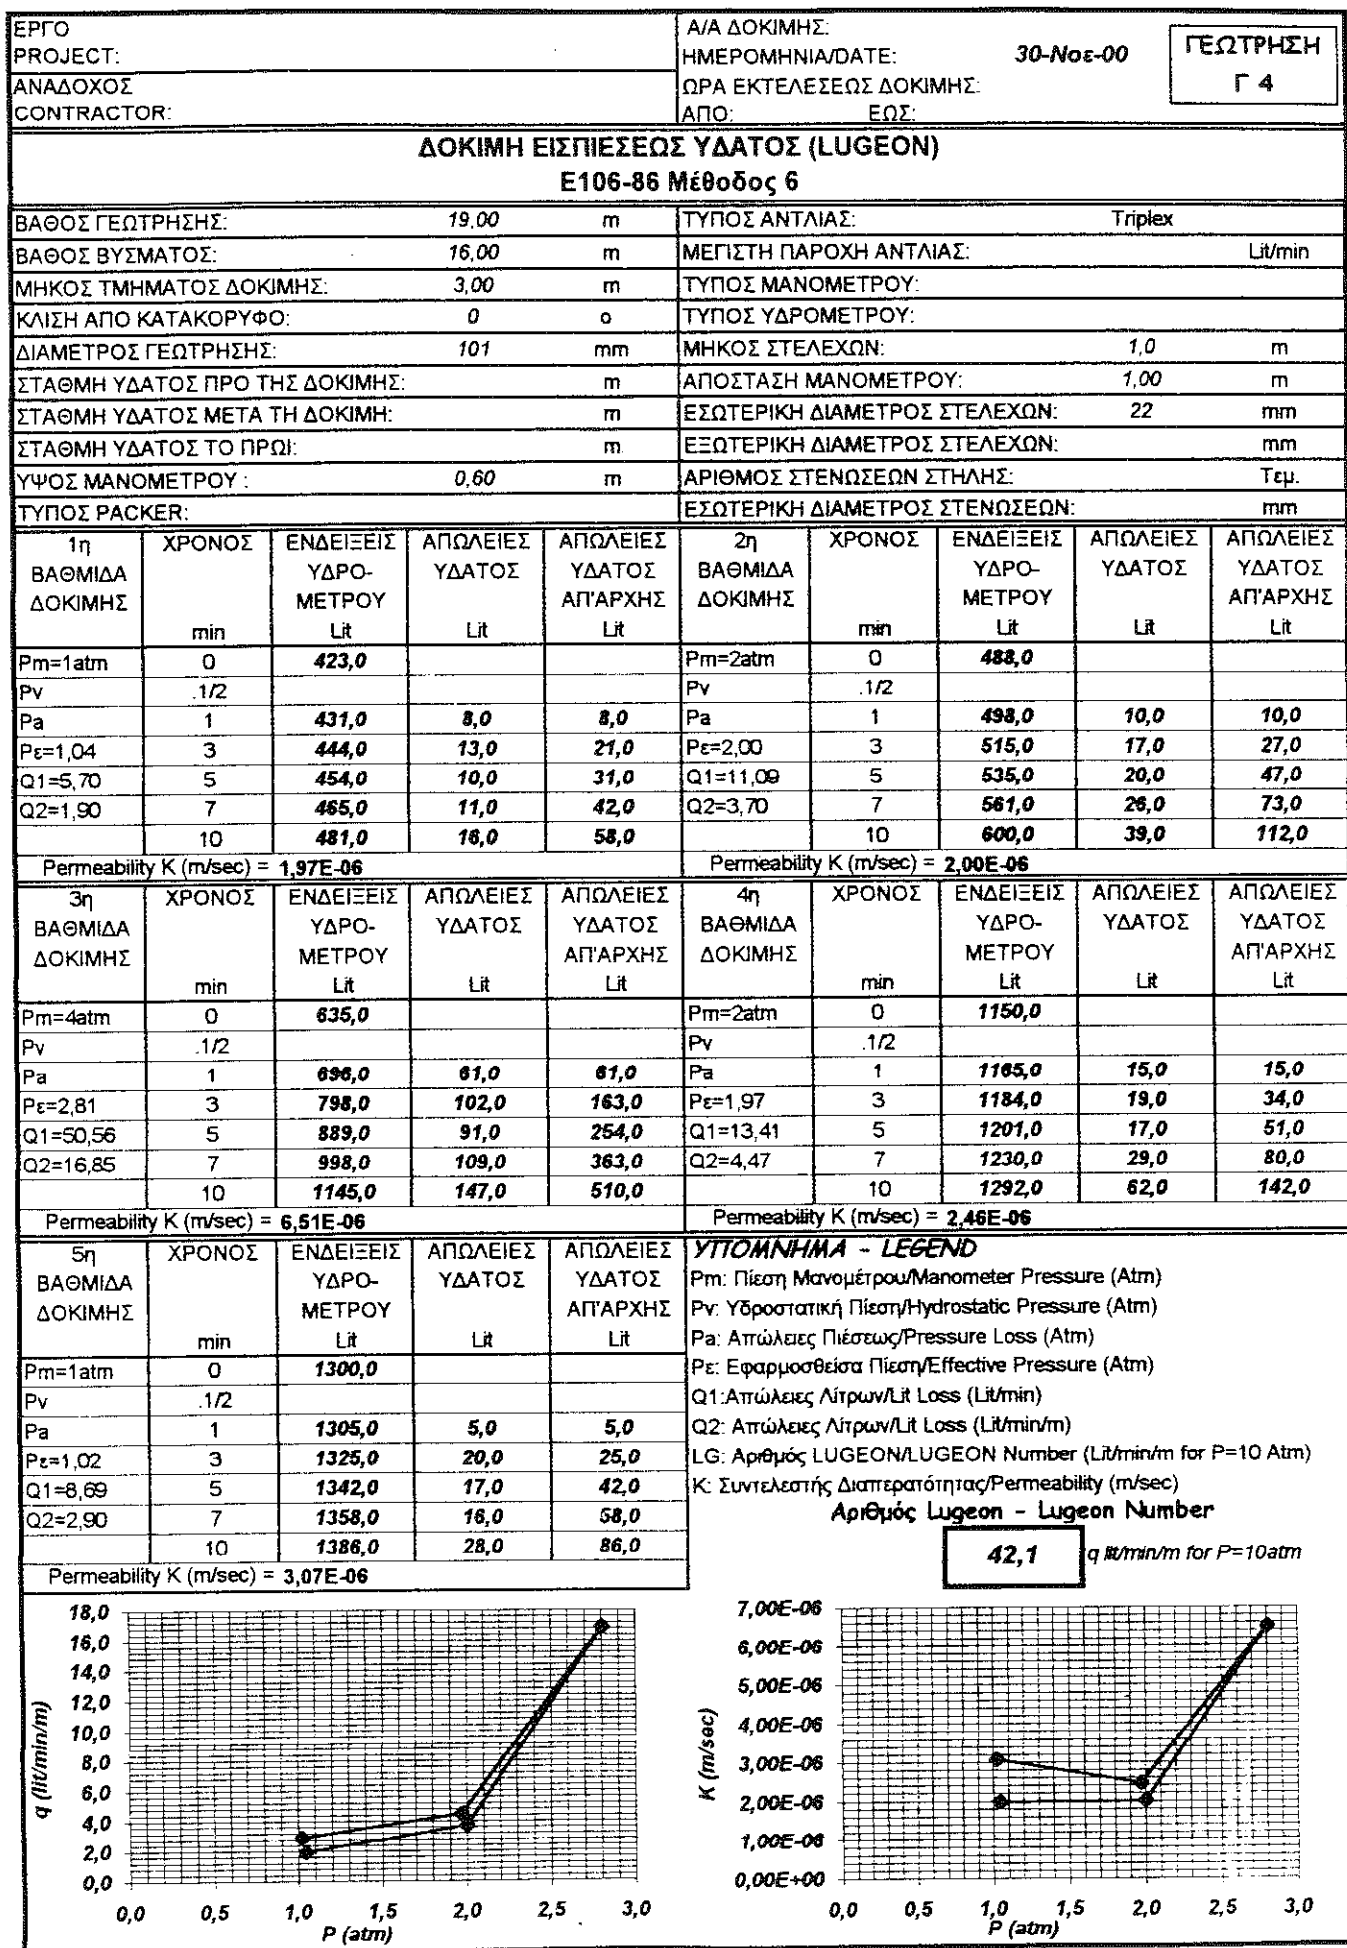 ΕΡΓΟ
PROJECT:
ΑΝΑΔΟΧΟΣ
CONTRACTOR:
Α/Α ΔΟΚΙΜΗΣ:
ΗΜΕΡΟΜΗΝΙΑ/DATE: 30-Νοε-00
ΩΡΑ ΕΚΤΕΛΕΣΕΩΣ ΔΟΚΙΜΗΣ:
ΑΠΟ: ΕΩΣ:
ΓΕΩΤΡΗΣΗ
Γ 4
ΔΟΚΙΜΗ ΕΙΣΠΙΕΣΕΩΣ ΥΔΑΤΟΣ (LUGEON)
Ε106-86 Μέθοδος 6
ΒΑΘΟΣ ΓΕΩΤΡΗΣΗΣ: 19,00 m ΤΥΠΟΣ ΑΝΤΛΙΑΣ: Triplex
ΒΑΘΟΣ ΒΥΣΜΑΤΟΣ: 16,00 m ΜΕΓΙΣΤΗ ΠΑΡΟΧΗ ΑΝΤΛΙΑΣ: Lit/min
ΜΗΚΟΣ ΤΜΗΜΑΤΟΣ ΔΟΚΙΜΗΣ: 3,00 m ΤΥΠΟΣ ΜΑΝΟΜΕΤΡΟΥ:
ΚΛΙΣΗ ΑΠΟ ΚΑΤΑΚΟΡΥΦΟ: 0 o ΤΥΠΟΣ ΥΔΡΟΜΕΤΡΟΥ:
ΔΙΑΜΕΤΡΟΣ ΓΕΩΤΡΗΣΗΣ: 101 mm ΜΗΚΟΣ ΣΤΕΛΕΧΩΝ: 1,0 m
ΣΤΑΘΜΗ ΥΔΑΤΟΣ ΠΡΟ ΤΗΣ ΔΟΚΙΜΗΣ: m ΑΠΟΣΤΑΣΗ ΜΑΝΟΜΕΤΡΟΥ: 1,00 m
ΣΤΑΘΜΗ ΥΔΑΤΟΣ ΜΕΤΑ ΤΗ ΔΟΚΙΜΗ: m ΕΣΩΤΕΡΙΚΗ ΔΙΑΜΕΤΡΟΣ ΣΤΕΛΕΧΩΝ: 22 mm
ΣΤΑΘΜΗ ΥΔΑΤΟΣ ΤΟ ΠΡΩΙ: m ΕΞΩΤΕΡΙΚΗ ΔΙΑΜΕΤΡΟΣ ΣΤΕΛΕΧΩΝ: mm
ΥΨΟΣ ΜΑΝΟΜΕΤΡΟΥ : 0,60 m ΑΡΙΘΜΟΣ ΣΤΕΝΩΣΕΩΝ ΣΤΗΛΗΣ: Τεμ.
ΤΥΠΟΣ PACKER: ΕΣΩΤΕΡΙΚΗ ΔΙΑΜΕΤΡΟΣ ΣΤΕΝΩΣΕΩΝ: mm
1η ΧΡΟΝΟΣ ΕΝΔΕΙΞΕΙΣ ΑΠΩΛΕΙΕΣ ΑΠΩΛΕΙΕΣ 2η ΧΡΟΝΟΣ ΕΝΔΕΙΞΕΙΣ ΑΠΩΛΕΙΕΣ ΑΠΩΛΕΙΕΣ
ΒΑΘΜΙΔΑ ΥΔΡΟ- ΥΔΑΤΟΣ ΥΔΑΤΟΣ ΒΑΘΜΙΔΑ ΥΔΡΟ- ΥΔΑΤΟΣ ΥΔΑΤΟΣ
ΔΟΚΙΜΗΣ ΜΕΤΡΟΥ ΑΠ'ΑΡΧΗΣ ΔΟΚΙΜΗΣ ΜΕΤΡΟΥ ΑΠ'ΑΡΧΗΣ
min Lit Lit Lit min Lit Lit Lit
Pm=1atm 0 423,0 Pm=2atm 0 488,0
Pv .1/2 Pv .1/2
Pa 1 431,0 8,0 8,0 Pa 1 498,0 10,0 10,0
Pε=1,04 3 444,0 13,0 21,0 Pε=2,00 3 515,0 17,0 27,0
Q1=5,70 5 454,0 10,0 31,0 Q1=11,09 5 535,0 20,0 47,0
Q2=1,90 7 465,0 11,0 42,0 Q2=3,70 7 561,0 26,0 73,0
10 481,0 16,0 58,0 10 600,0 39,0 112,0
Permeability K (m/sec) = 1,97E-06 Permeability K (m/sec) = 2,00E-06
3η ΧΡΟΝΟΣ ΕΝΔΕΙΞΕΙΣ ΑΠΩΛΕΙΕΣ ΑΠΩΛΕΙΕΣ 4η ΧΡΟΝΟΣ ΕΝΔΕΙΞΕΙΣ ΑΠΩΛΕΙΕΣ ΑΠΩΛΕΙΕΣ
ΒΑΘΜΙΔΑ ΥΔΡΟ- ΥΔΑΤΟΣ ΥΔΑΤΟΣ ΒΑΘΜΙΔΑ ΥΔΡΟ- ΥΔΑΤΟΣ ΥΔΑΤΟΣ
ΔΟΚΙΜΗΣ ΜΕΤΡΟΥ ΑΠ'ΑΡΧΗΣ ΔΟΚΙΜΗΣ ΜΕΤΡΟΥ ΑΠ'ΑΡΧΗΣ
min Lit Lit Lit min Lit Lit Lit
Pm=4atm 0 635,0 Pm=2atm 0 1150,0
Pv .1/2 Pv .1/2
Pa 1 696,0 61,0 61,0 Pa 1 1165,0 15,0 15,0
Pε=2,81 3 798,0 102,0 163,0 Pε=1,97 3 1184,0 19,0 34,0
Q1=50,56 5 889,0 91,0 254,0 Q1=13,41 5 1201,0 17,0 51,0
Q2=16,85 7 998,0 109,0 363,0 Q2=4,47 7 1230,0 29,0 80,0
10 1145,0 147,0 510,0 10 1292,0 62,0 142,0
Permeability K (m/sec) = 6,51E-06 Permeability K (m/sec) = 2,46E-06
5η ΧΡΟΝΟΣ ΕΝΔΕΙΞΕΙΣ ΑΠΩΛΕΙΕΣ ΑΠΩΛΕΙΕΣ
ΒΑΘΜΙΔΑ ΥΔΡΟ- ΥΔΑΤΟΣ ΥΔΑΤΟΣ
ΔΟΚΙΜΗΣ ΜΕΤΡΟΥ ΑΠ'ΑΡΧΗΣ
min Lit Lit Lit
Pm=1atm 0 1300,0
Pv .1/2
Pa 1 1305,0 5,0 5,0
Pε=1,02 3 1325,0 20,0 25,0
Q1=8,69 5 1342,0 17,0 42,0
Q2=2,90 7 1358,0 16,0 58,0
10 1386,0 28,0 86,0
Permeability K (m/sec) = 3,07E-06
ΥΠΟΜΝΗΜΑ - LEGEND
Pm: Πίεση Μανομέτρου/Manometer Pressure (Atm)
Pv: Υδροστατική Πίεση/Hydrostatic Pressure (Atm)
Pa: Απώλειες Πιέσεως/Pressure Loss (Atm)
Pε: Εφαρμοσθείσα Πίεση/Effective Pressure (Atm)
Q1:Απώλειες Λίτρων/Lit Loss (Lit/min)
Q2: Απώλειες Λίτρων/Lit Loss (Lit/min/m)
LG: Αριθμός LUGEON/LUGEON Number (Lit/min/m for P=10 Atm)
K: Συντελεστής Διαπερατότητας/Permeability (m/sec)
Αριθμός Lugeon - Lugeon Number
42,1 q lit/min/m for P=10atm
18,0
16,0
14,0
12,0
10,0
8,0
6,0
4,0
2,0
0,0
q (lit/min/m)
0,0 0,5 1,0 1,5 2,0 2,5 3,0
P (atm)
7,00E-06
6,00E-06
5,00E-06
4,00E-06
3,00E-06
2,00E-06
1,00E-06
0,00E+00
K (m/sec)
0,0 0,5 1,0 1,5 2,0 2,5 3,0
P (atm)